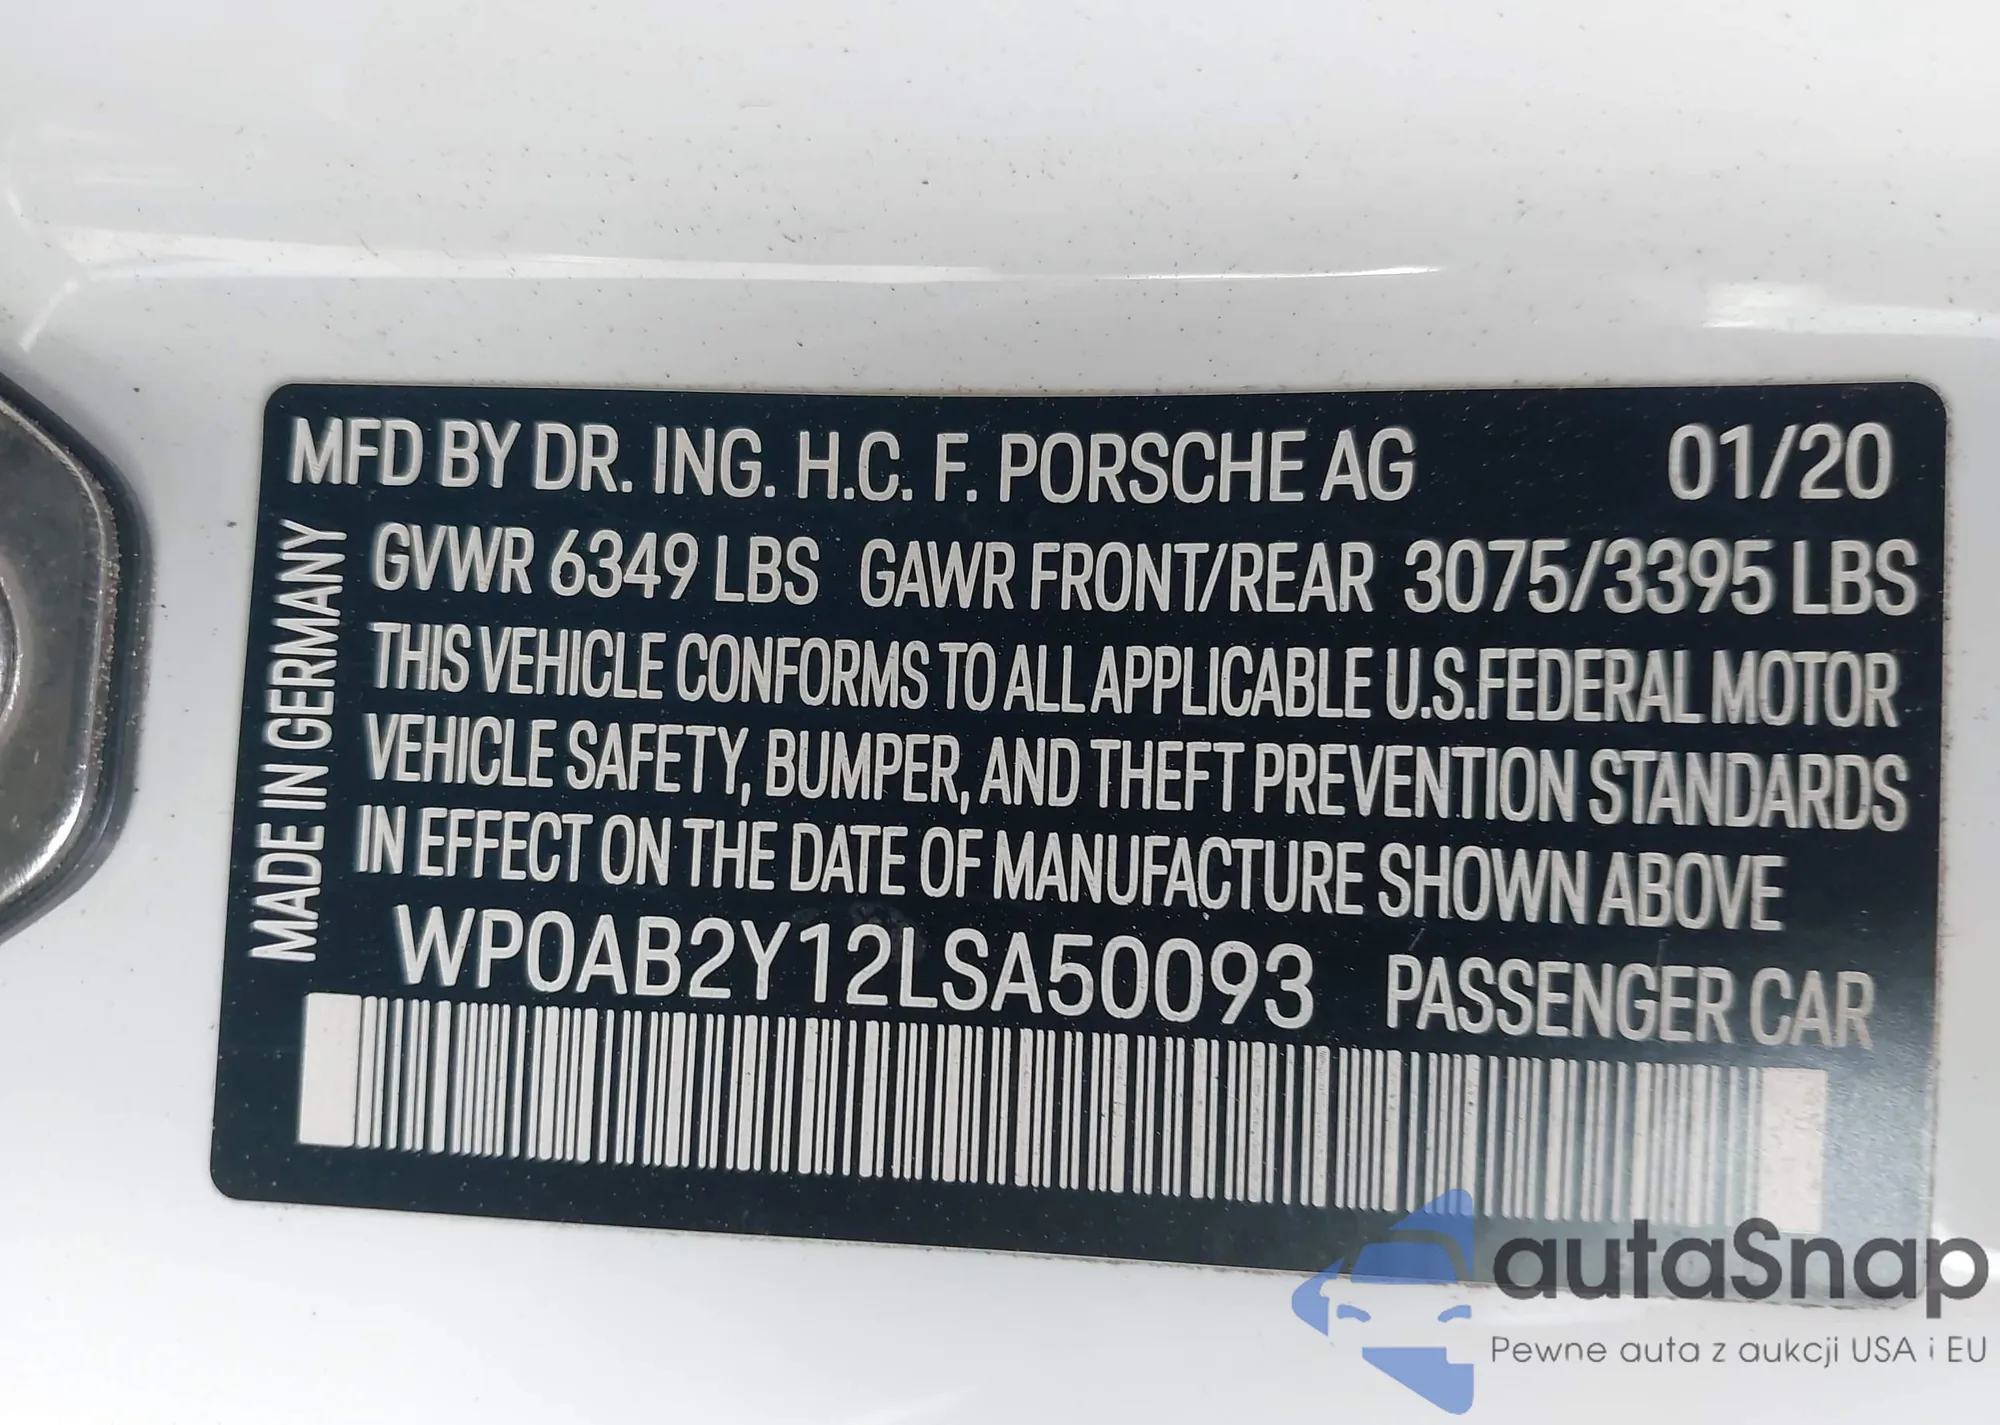 MFD BY DR. ING. H.C. F. PORSCHE AG 01/20
GVWR 6349 LBS GAWR FRONT/REAR 3075/3395 LBS
THIS VEHICLE CONFORMS TO ALL APPLICABLE U.S.FEDERAL MOTOR
VEHICLE SAFETY, BUMPER, AND THEFT PREVENTION STANDARDS
IN EFFECT ON THE DATE OF MANUFACTURE SHOWN ABOVE
WP0AB2Y12LSA50093 PASSENGER CAR
MADE IN GERMANY
autaSnap
Pewne auta z aukcji USA i EU